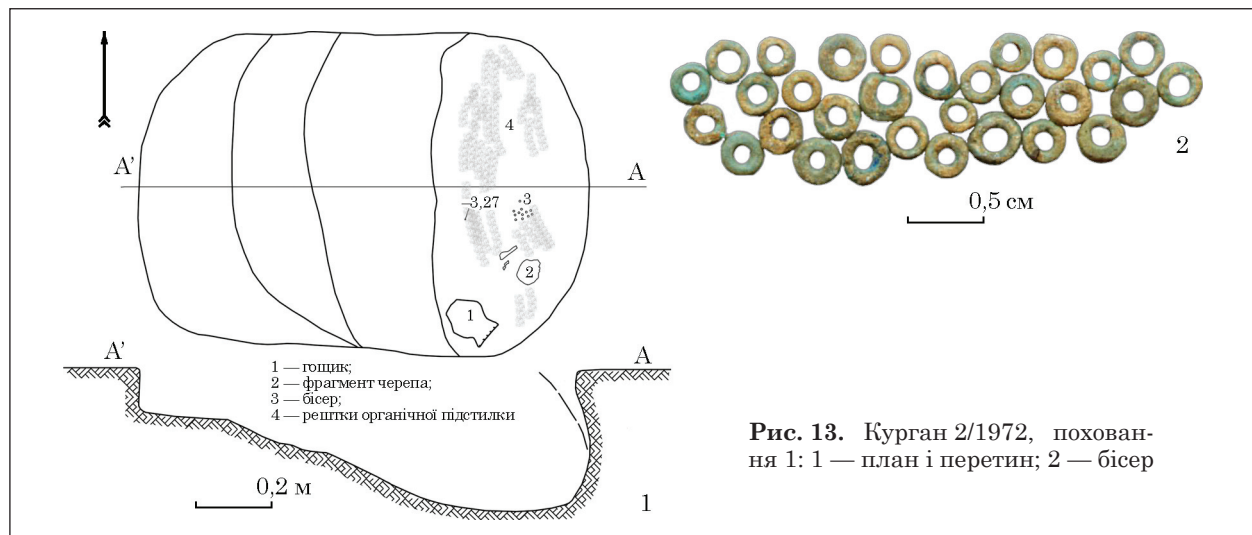 4
2
A'
A
–3,27
3
0,5 см
2
1
A'
A
1 — гощик;
2 — фрагмент черепа;
3 — бісер;
4 — рештки органічної підстилки
0,2 м
1
Рис. 13. Курган 2/1972, похован-
ня 1: 1 — план і перетин; 2 — бісер